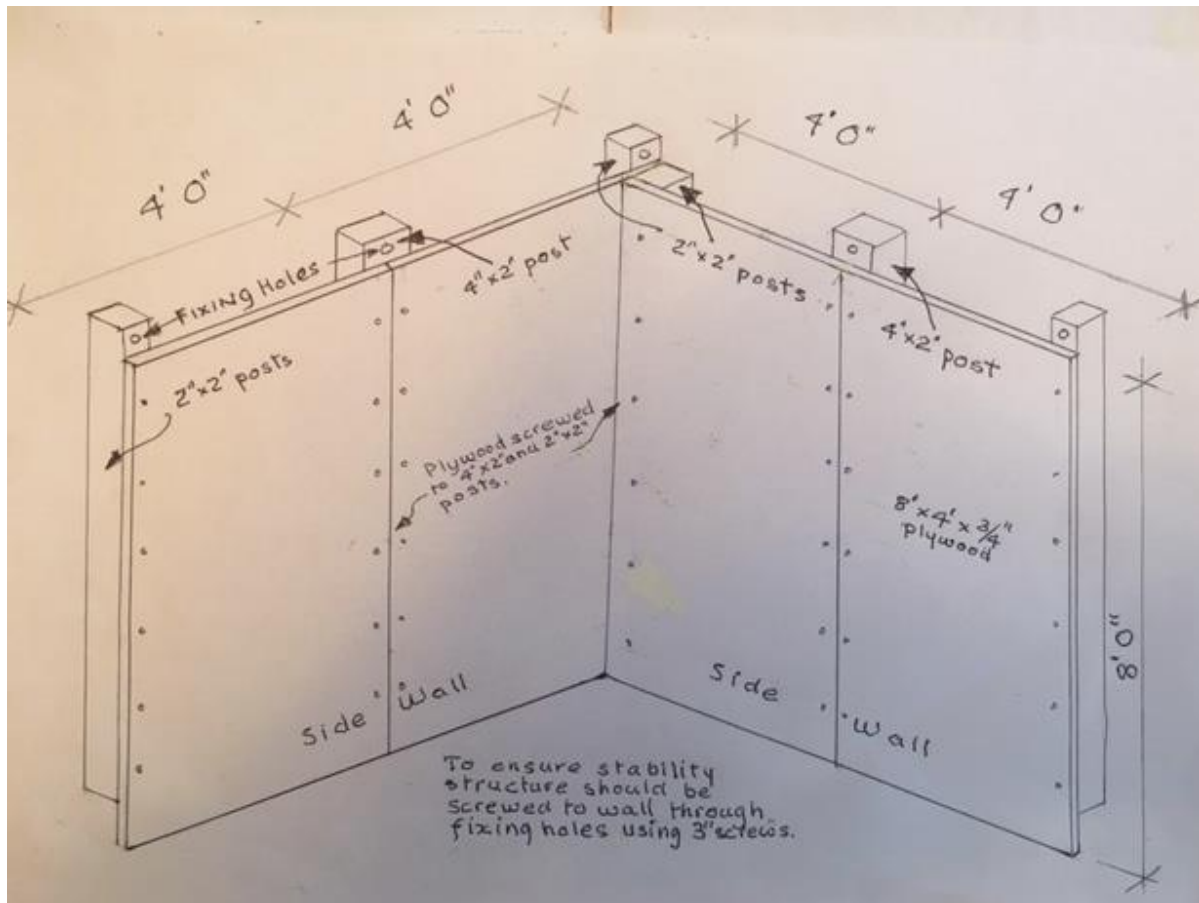 4' 0"
4' 0"
4' 0"
4' 0"
Fixing Holes
4"x2" post
2"x2" posts
2"x2" posts
4"x2" post
Plywood screwed
to 4"x2" and 2"x2"
posts.
8'x4'x3/4"
plywood
8'0"
Side Wall
Side Wall
To ensure stability
structure should be
screwed to wall through
fixing holes using 3"screws.